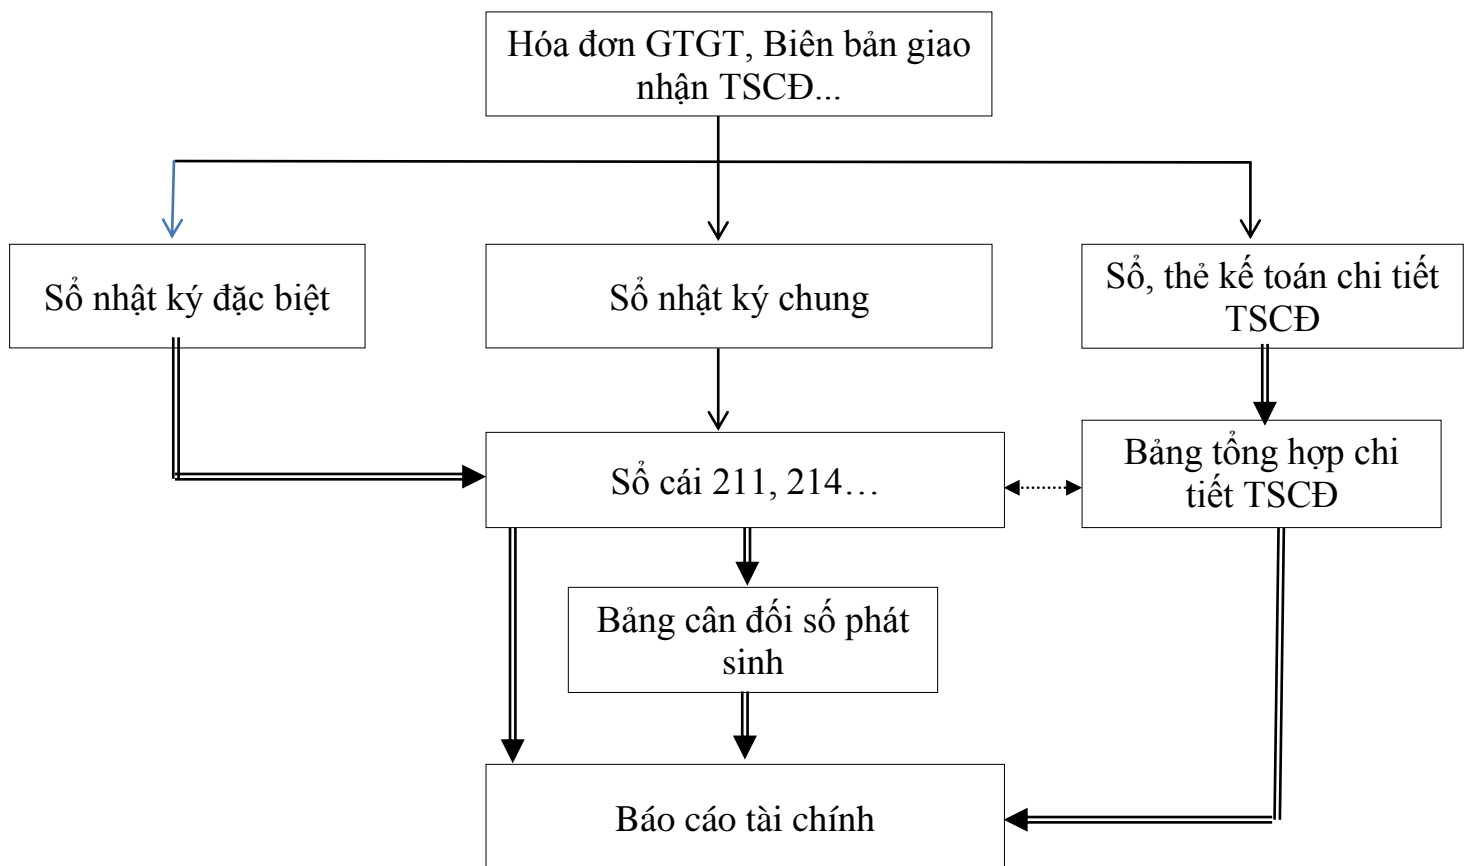 Hóa đơn GTGT, Biên bản giao
nhận TSCĐ...
Sổ nhật ký đặc biệt
Sổ nhật ký chung
Sổ, thẻ kế toán chi tiết
TSCĐ
Sổ cái 211, 214…
Bảng tổng hợp chi
tiết TSCĐ
Bảng cân đối số phát
sinh
Báo cáo tài chính